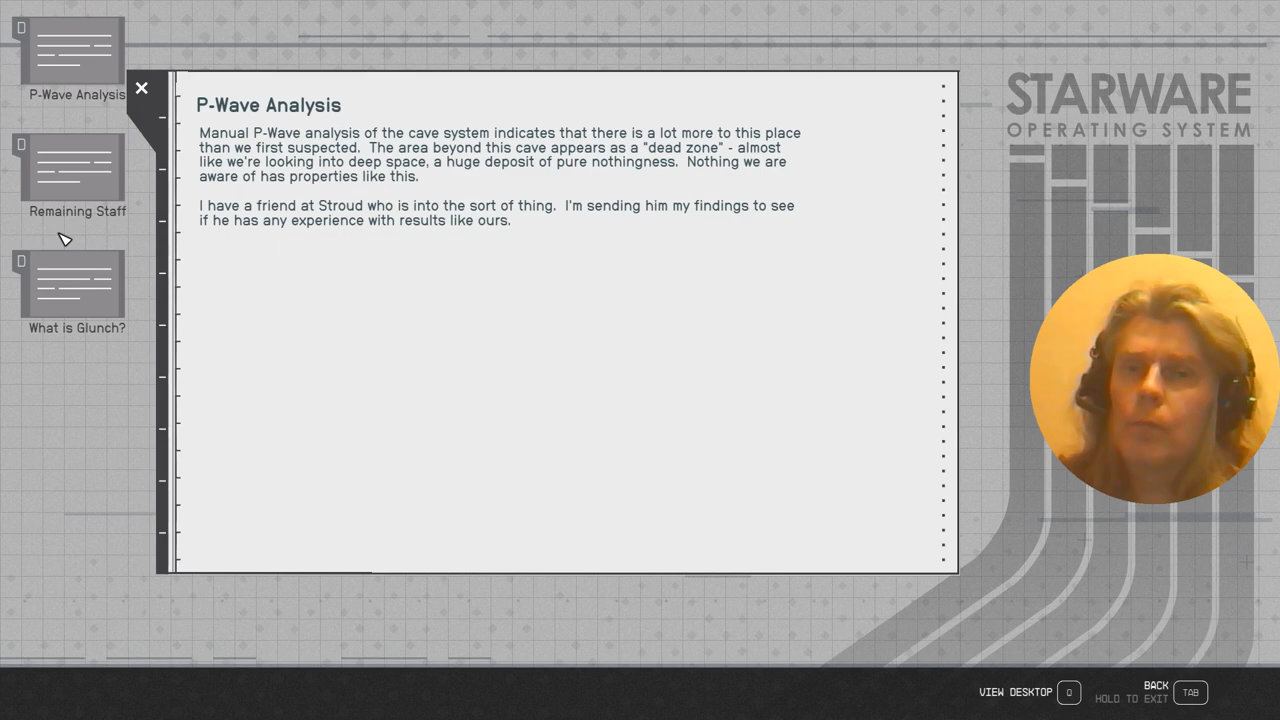 P-Wave Analysis
Remaining Staff
What is Glunch?
P-Wave Analysis
Manual P-Wave analysis of the cave system indicates that there is a lot more to this place
than we first suspected.  The area beyond this cave appears as a "dead zone" - almost
like we're looking into deep space, a huge deposit of pure nothingness.  Nothing we are
aware of has properties like this.
I have a friend at Stroud who is into the sort of thing.  I'm sending him my findings to see
if he has any experience with results like ours.
STARWARE
OPERATING SYSTEM
VIEW DESKTOP Q
BACK
HOLD TO EXIT TAB